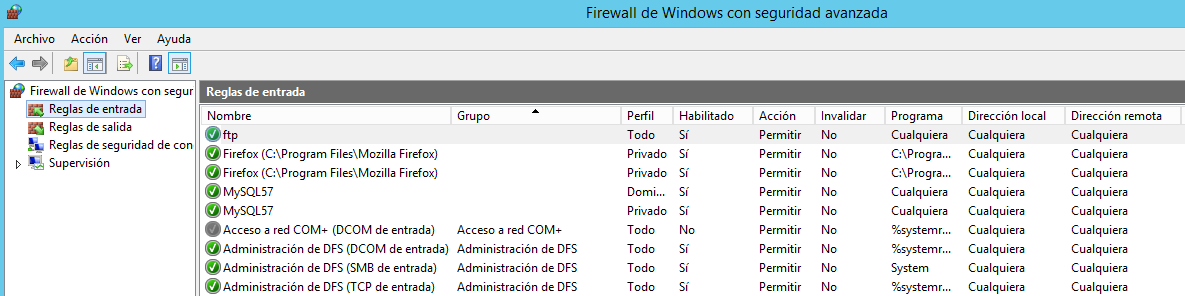 Firewall de Windows con seguridad avanzada
Archivo Acción Ver Ayuda
Firewall de Windows con segur
Reglas de entrada
Reglas de salida
Reglas de seguridad de con
Supervisión
Reglas de entrada
Nombre Grupo Perfil Habilitado Acción Invalidar Programa Dirección local Dirección remota
ftp Todo Sí Permitir No Cualquiera Cualquiera Cualquiera
Firefox (C:\Program Files\Mozilla Firefox) Privado Sí Permitir No C:\Progra... Cualquiera Cualquiera
Firefox (C:\Program Files\Mozilla Firefox) Privado Sí Permitir No C:\Progra... Cualquiera Cualquiera
MySQL57 Domi... Sí Permitir No Cualquiera Cualquiera Cualquiera
MySQL57 Privado Sí Permitir No Cualquiera Cualquiera Cualquiera
Acceso a red COM+ (DCOM de entrada) Acceso a red COM+ Todo No Permitir No %systemr... Cualquiera Cualquiera
Administración de DFS (DCOM de entrada) Administración de DFS Todo Sí Permitir No %systemr... Cualquiera Cualquiera
Administración de DFS (SMB de entrada) Administración de DFS Todo Sí Permitir No System Cualquiera Cualquiera
Administración de DFS (TCP de entrada) Administración de DFS Todo Sí Permitir No %systemr... Cualquiera Cualquiera